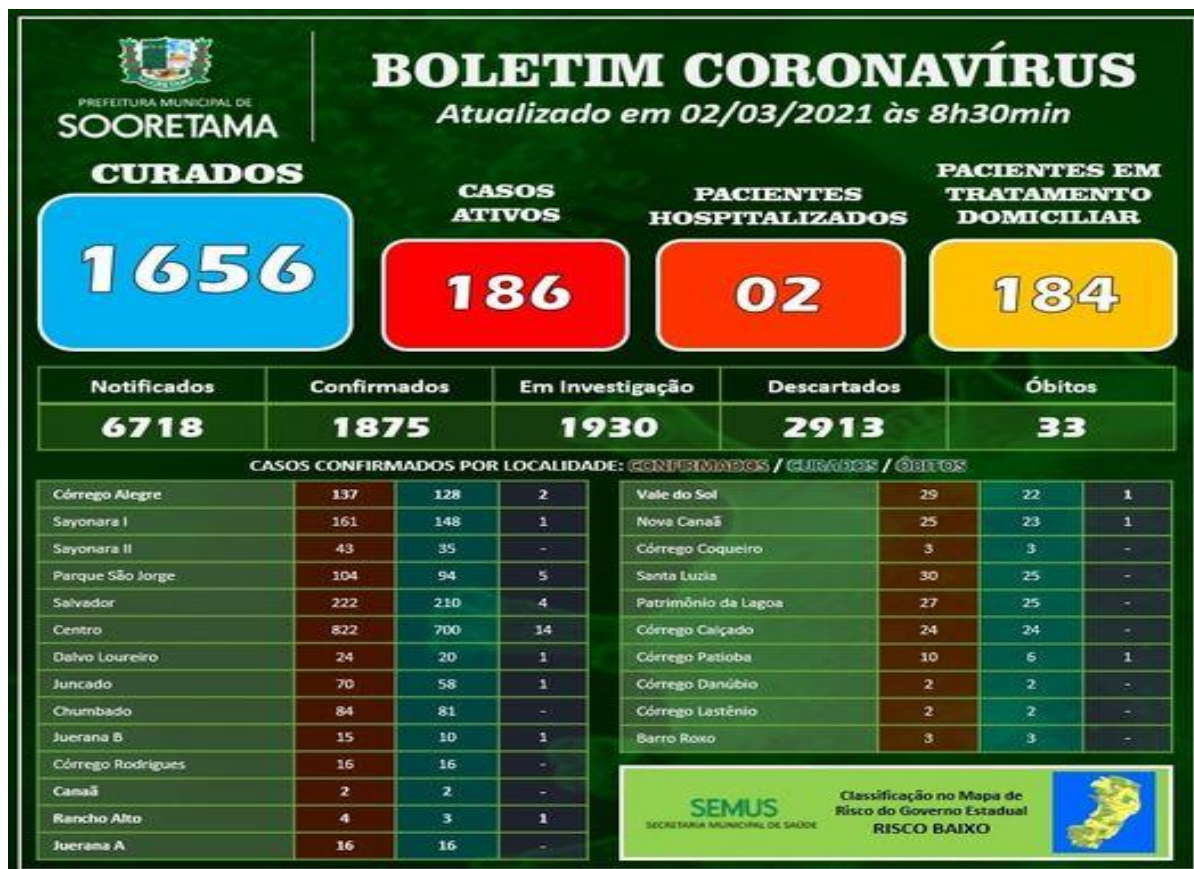 PREFEITURA MUNICIPAL DE
SOORETAMA
BOLETIM CORONAVÍRUS
Atualizado em 02/03/2021 às 8h30min
CURADOS
1656
CASOS
ATIVOS
186
PACIENTES
HOSPITALIZADOS
02
PACIENTES EM
TRATAMENTO
DOMICILIAR
184
Notificados Confirmados Em Investigação Descartados Óbitos
6718 1875 1930 2913 33
CASOS CONFIRMADOS POR LOCALIDADE: CONFIRMADOS / CURADOS / ÓBITOS
Córrego Alegre 137 128 2
Sayonara I 161 148 1
Sayonara II 43 35 -
Parque São Jorge 104 94 5
Salvador 222 210 4
Centro 822 700 14
Dalvo Loureiro 24 20 1
Juncado 70 58 1
Chumbado 84 81 -
Juerana B 15 10 1
Córrego Rodrigues 16 16 -
Canaã 2 2 -
Rancho Alto 4 3 1
Juerana A 16 16 -
Vale do Sol 29 22 1
Nova Canaã 25 23 1
Córrego Coqueiro 3 3 -
Santa Luzia 30 25 -
Patrimônio da Lagoa 27 25 -
Córrego Calçado 24 24 -
Córrego Patioba 10 6 1
Córrego Danúbio 2 2 -
Córrego Lastênio 2 2 -
Barro Roxo 3 3 -
SEMUS
SECRETARIA MUNICIPAL DE SAÚDE
Classificação no Mapa de
Risco do Governo Estadual
RISCO BAIXO